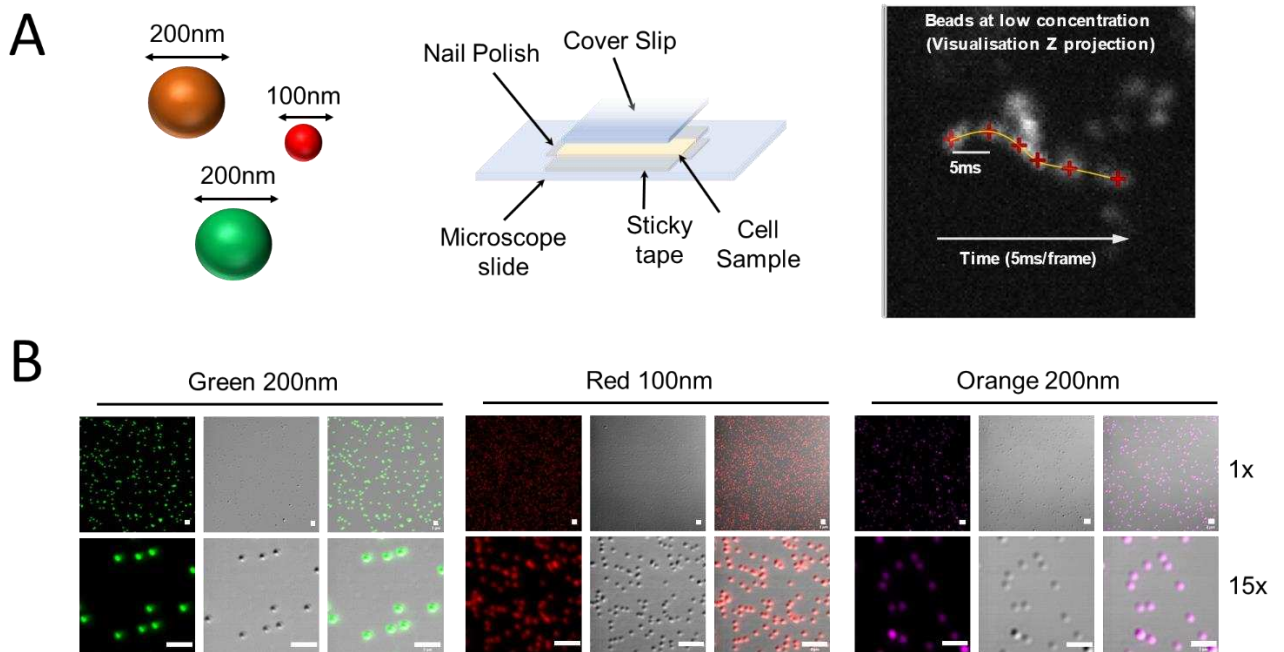 A
200nm
100nm
200nm
Nail Polish
Cover Slip
Microscope
slide
Sticky
tape
Cell
Sample
Beads at low concentration
(Visualisation Z projection)
5ms
Time (5ms/frame)
B
Green 200nm
Red 100nm
Orange 200nm
1x
15x